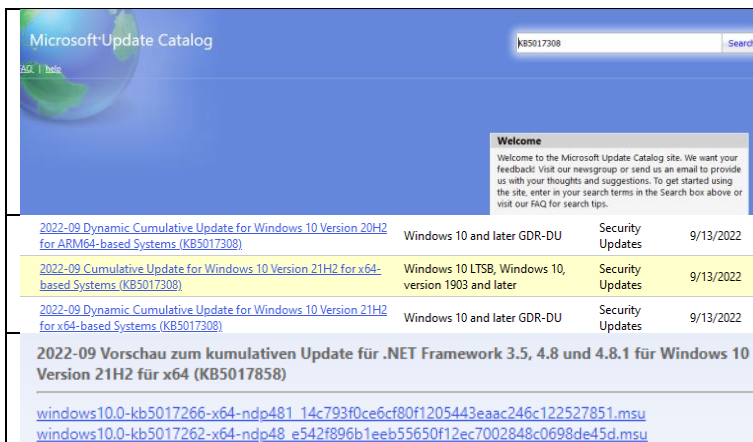 Microsoft Update Catalog
KB5017308
Search
FAQ | help
Welcome
Welcome to the Microsoft Update Catalog site. We want your
feedback! Visit our newsgroup or send us an email to provide
us with your thoughts and suggestions. To get started using
the site, enter in your search terms in the Search box above or
visit our FAQ for search tips.
2022-09 Dynamic Cumulative Update for Windows 10 Version 20H2
for ARM64-based Systems (KB5017308)
Windows 10 and later GDR-DU
Security
Updates
9/13/2022
2022-09 Cumulative Update for Windows 10 Version 21H2 for x64-
based Systems (KB5017308)
Windows 10 LTSB, Windows 10,
version 1903 and later
Security
Updates
9/13/2022
2022-09 Dynamic Cumulative Update for Windows 10 Version 21H2
for x64-based Systems (KB5017308)
Windows 10 and later GDR-DU
Security
Updates
9/13/2022
2022-09 Vorschau zum kumulativen Update für .NET Framework 3.5, 4.8 und 4.8.1 für Windows 10
Version 21H2 für x64 (KB5017858)
windows10.0-kb5017266-x64-ndp481_14c793f0ce6cf80f1205443eaac246c122527851.msu
windows10.0-kb5017262-x64-ndp48_e542f896b1eeb55650f12ec7002848c0698de45d.msu